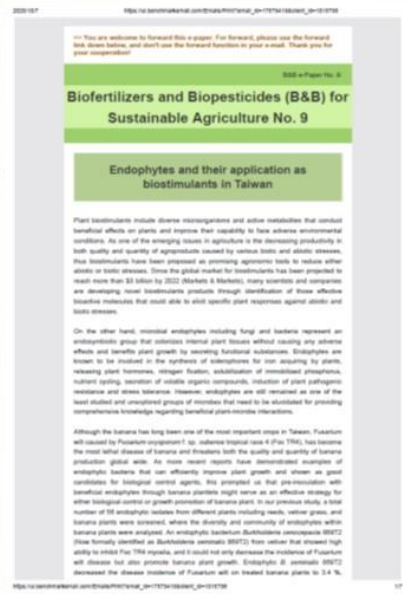 >> You are welcome to forward this e-paper. For forward, please use the forward
link down below, and don't use the forward function in your e-mail. Thank you for
your cooperation!
B&B e-Paper No. 9
Biofertilizers and Biopesticides (B&B) for
Sustainable Agriculture No. 9
Endophytes and their application as
biostimulants in Taiwan
Plant biostimulants include diverse microorganisms and active metabolites that conduct
beneficial effects on plants and improve their capability to face adverse environmental
conditions. As one of the emerging issues in agriculture is the decreasing productivity in
both quality and quantity of agroproducts caused by various biotic and abiotic stresses,
thus biostimulants have been proposed as promising agronomic tools to reduce either
abiotic or biotic stresses. Since the global market for biostimulants has been projected to
reach more than $3 billion by 2022 (Markets & Markets), many scientists and companies
are developing novel biostimulants products through identification of those effective
bioactive molecules that could able to elicit specific plant responses against abiotic and
biotic stresses.
On the other hand, microbial endophytes including fungi and bacteria represent an
endosymbiotic group that colonizes internal plant tissues without causing any adverse
effects and benefits plant growth by secreting functional substances. Endophytes are
known to be involved in the synthesis of siderophores for iron acquiring by plants,
releasing plant hormones, nitrogen fixation, solubilization of immobilised phosphorus,
nutrient cycling, secretion of volatile organic compounds, induction of plant pathogenic
resistance and stress tolerance. However, endophytes are still remained as one of the
least studied and unexplored groups of microbes that need to be elucidated for providing
comprehensive knowledge regarding beneficial plant-microbe interactions.
Although the banana has long been one of the most important crops in Taiwan, Fusarium
will caused by Fusarium oxysporum f. sp. cubense tropical race 4 (Foc TR4), has become
the most lethal disease of banana and threatens both the quality and quantity of banana
production global wide. As more recent reports have demonstrated examples of
endophytic bacteria that can efficiently improve plant growth and shown as good
candidates for biological control agents, this prompted us that pre-inoculation with
beneficial endophytes through banana plantlets might serve as an effective strategy for
either biological control or growth promotion of banana plant. In our previous study, a total
number of endophytic isolates from different plants including reeds, vetiver grass, and
banana plants were screened, where the diversity and community of endophytes within
banana plants were analyzed. An endophytic bacterium Burkholderia cenocepacia 869T2
(Now formally identified as Burkholderia seminalis 869T2) from vetiver that showed high
ability to inhibit Foc TR4 mycelia, and it could not only decrease the incidence of Fusarium
wilt disease but also promote banana plant growth. Endophytic B. seminalis 869T2
decreased the disease incidence of Fusarium wilt on treated banana plants to 3.4 %,
1/7